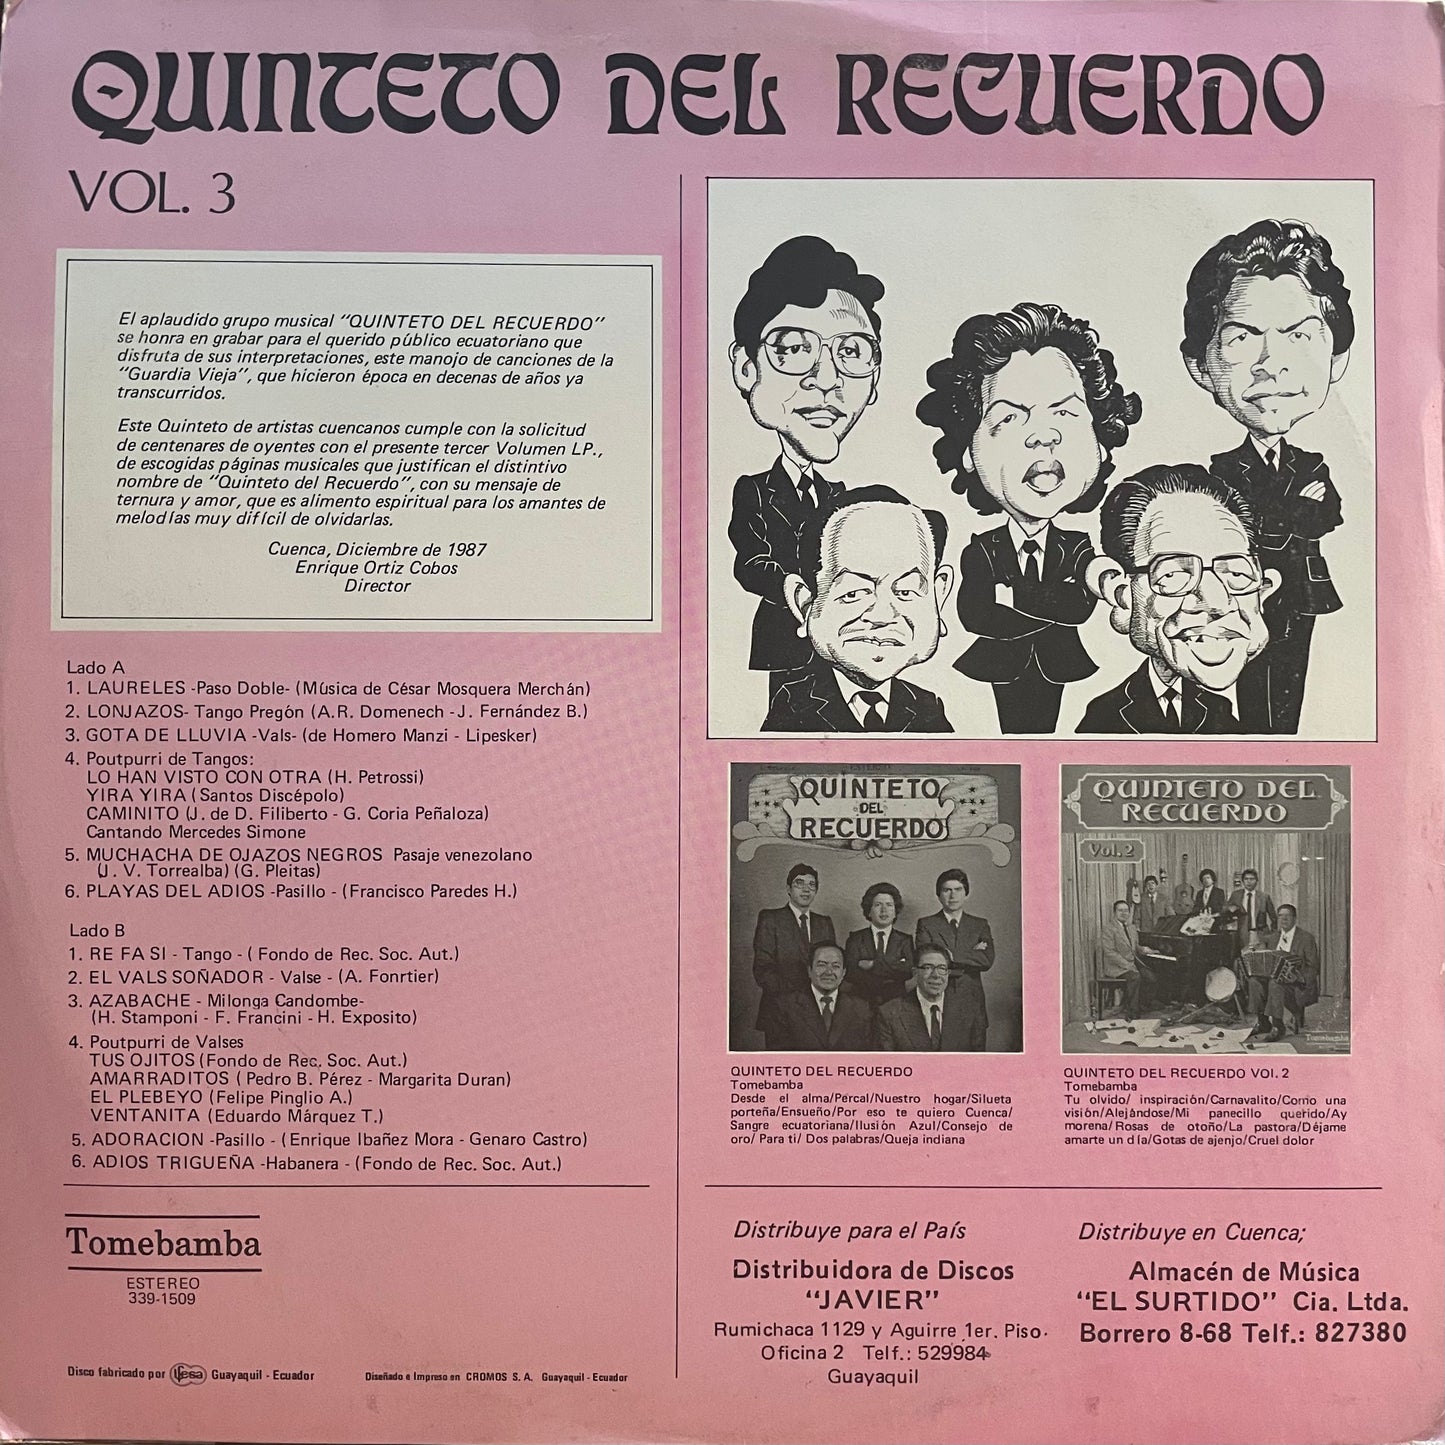 QUINTETO DEL RECUERDO
VOL. 3
El aplaudido grupo musical "QUINTETO DEL RECUERDO"
se honra en grabar para el querido público ecuatoriano que
disfruta de sus interpretaciones, este manojo de canciones de la
"Guardia Vieja", que hicieron época en decenas de años ya
transcurridos.
Este Quinteto de artistas cuencanos cumple con la solicitud
de centenares de oyentes con el presente tercer Volumen LP.,
de escogidas páginas musicales que justifican el distintivo
nombre de "Quinteto del Recuerdo", con su mensaje de
ternura y amor, que es alimento espiritual para los amantes de
melodías muy difícil de olvidarlas.
Cuenca, Diciembre de 1987
Enrique Ortiz Cobos
Director
Lado A
1. LAURELES -Paso Doble- (Música de César Mosquera Merchán)
2. LONJAZOS- Tango Pregón (A.R. Domenech -J. Fernández B.)
3. GOTA DE LLUVIA -Vals- (de Homero Manzi - Lipesker)
4. Poutpurri de Tangos:
LO HAN VISTO CON OTRA (H. Petrossi)
YIRA YIRA (Santos Discépolo)
CAMINITO (J. de D. Filiberto - G. Coria Peñaloza)
Cantando Mercedes Simone
5. MUCHACHA DE OJAZOS NEGROS Pasaje venezolano
(J. V. Torrealba) (G. Pleitas)
6. PLAYAS DEL ADIOS -Pasillo - (Francisco Paredes H.)
Lado B
1. RE FA SI - Tango - ( Fondo de Rec. Soc. Aut.)
2. EL VALS SOÑADOR - Valse - (A. Fonrtier)
3. AZABACHE - Milonga Candombe-
(H. Stamponi - F. Francini - H. Exposito)
4. Poutpurri de Valses
TUS OJITOS (Fondo de Rec. Soc. Aut.)
AMARRADITOS ( Pedro B. Pérez - Margarita Duran)
EL PLEBEYO (Felipe Pinglio A.)
VENTANITA (Eduardo Márquez T.)
5. ADORACION -Pasillo - (Enrique Ibañez Mora - Genaro Castro)
6. ADIOS TRIGUEÑA -Habanera - (Fondo de Rec. Soc. Aut.)
Tomebamba
ESTEREO
339-1509
Disco fabricado por ifesa Guayaquil - Ecuador
Diseñado e Impreso en CROMOS S. A. Guayaquil - Ecuador
QUINTETO
DEL
RECUERDO
QUINTETO DEL RECUERDO
Tomebamba
Desde el alma/Percal/Nuestro hogar/Silueta
porteña/Ensueño/Por eso te quiero Cuenca/
Sangre ecuatoriana/Ilusión Azul/Consejo de
oro/ Para ti/ Dos palabras/Queja indiana
QUINTETO DEL
RECUERDO
Vol. 2
Tomebamba
QUINTETO DEL RECUERDO VOl. 2
Tomebamba
Tu olvido/ inspiración/Carnavalito/Como una
visión/Alejándose/Mi panecillo querido/Ay
morena/Rosas de otoño/La pastora/Déjame
amarte un día/Gotas de ajenjo/Cruel dolor
Distribuye para el País
Distribuidora de Discos
"JAVIER"
Rumichaca 1129 y Aguirre 1er. Piso.
Oficina 2 Telf.: 529984
Guayaquil
Distribuye en Cuenca;
Almacén de Música
"EL SURTIDO" Cia. Ltda.
Borrero 8-68 Telf.: 827380